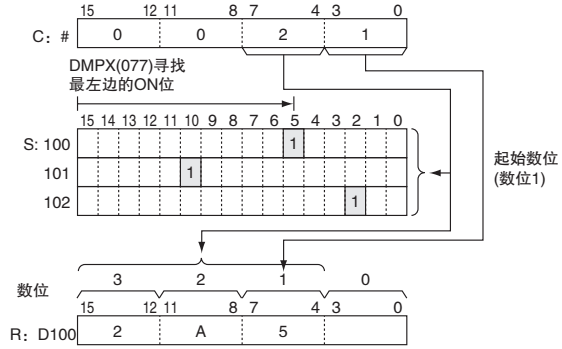 15 12 11 8 7 4 3 0
C：# 0 0 2 1
DMPX(077)寻找
最左边的ON位
15 14 13 12 11 10 9 8 7 6 5 4 3 2 1 0
S: 100 1
101 1
102 1
起始数位
(数位1)
数位 3 2 1 0
15 12 11 8 7 4 3 0
R：D100 2 A 5